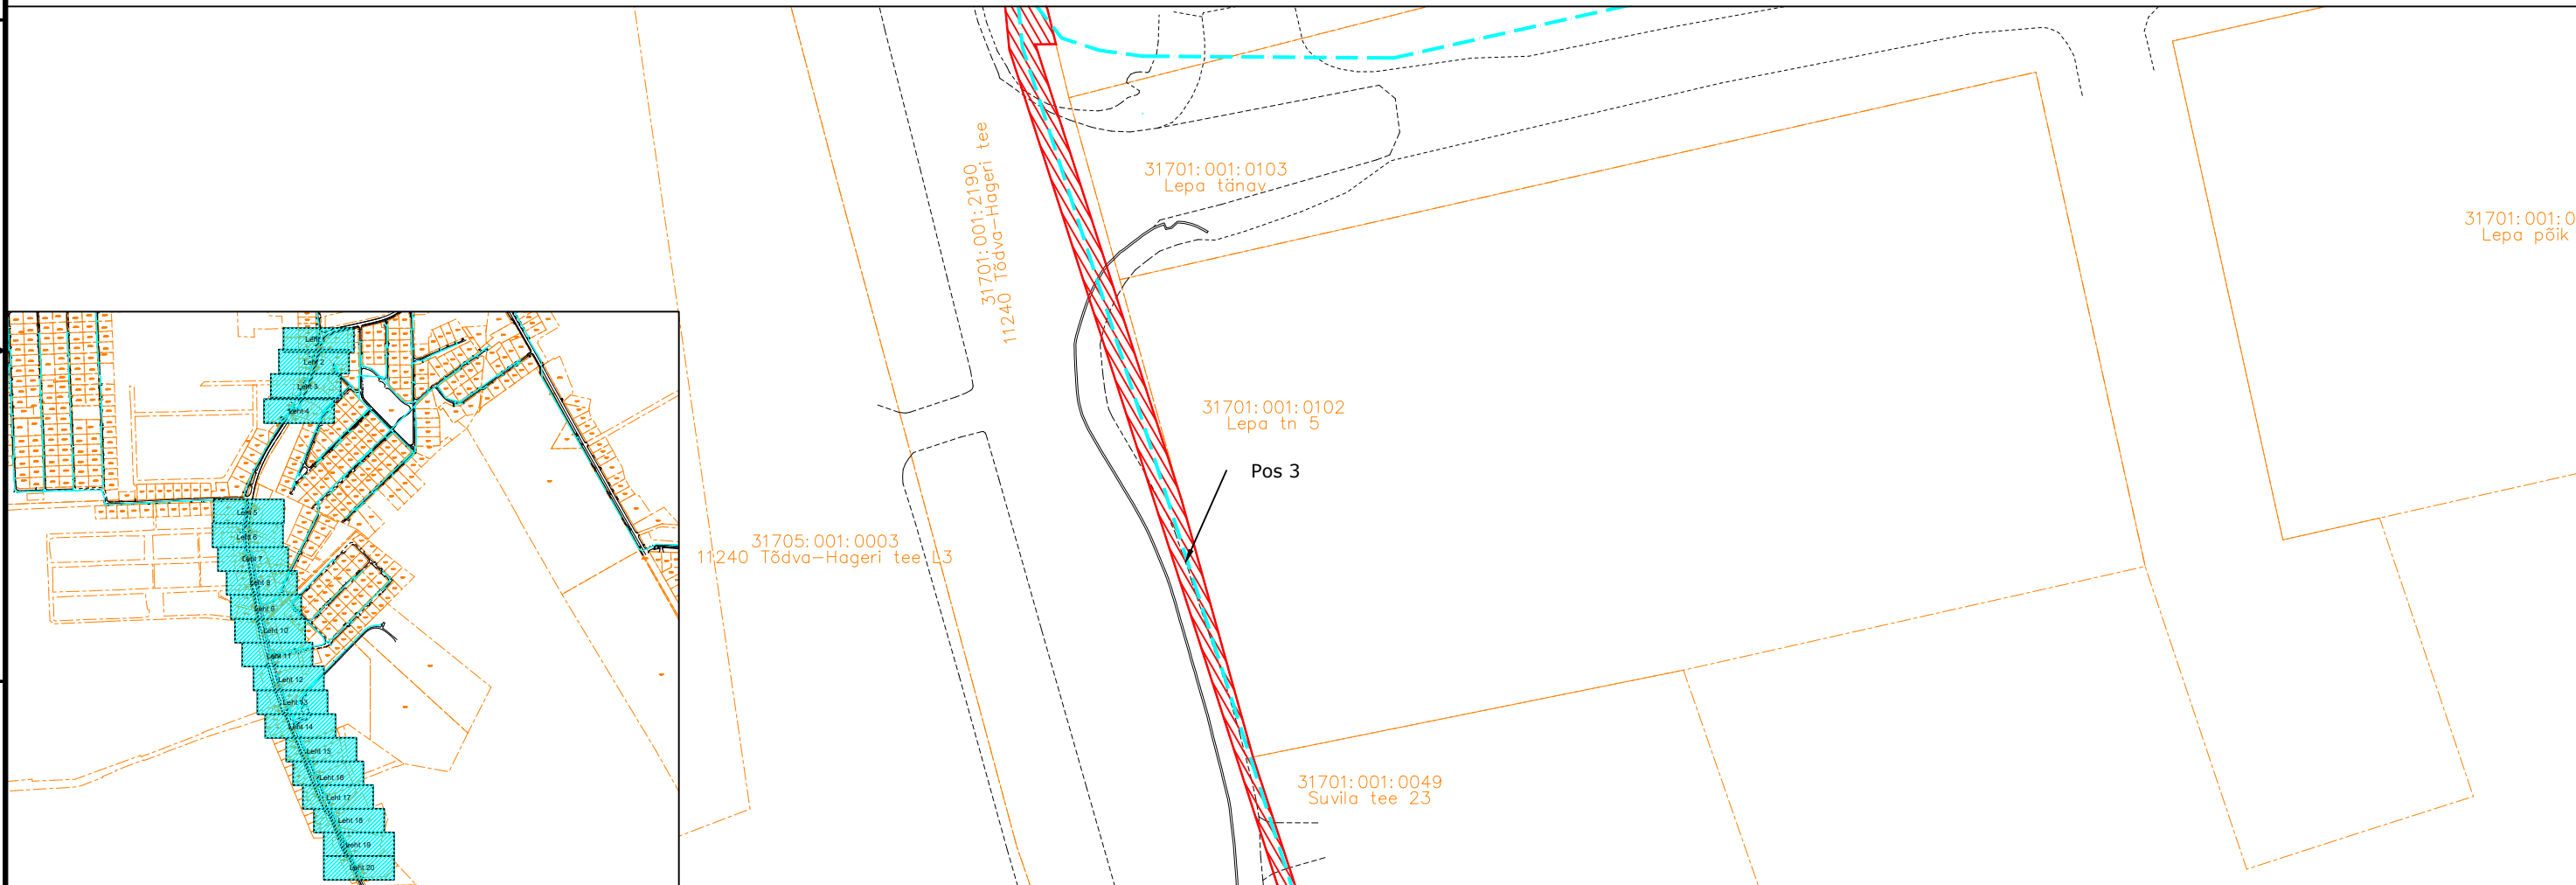 31701:001:2190
11240 Tõdva-Hageri tee
31701:001:0103
Lepa tänav
31701:001:0
Lepa põik
31701:001:0102
Lepa tn 5
Pos 3
31705:001:0003
11240 Tõdva-Hageri tee L3
31701:001:0049
Suvila tee 23
Leht 1
Leht 2
Leht 3
Leht 4
Leht 5
Leht 6
Leht 7
Leht 8
Leht 9
Leht 10
Leht 11
Leht 12
Leht 13
Leht 14
Leht 15
Leht 16
Leht 17
Leht 18
Leht 19
Leht 20